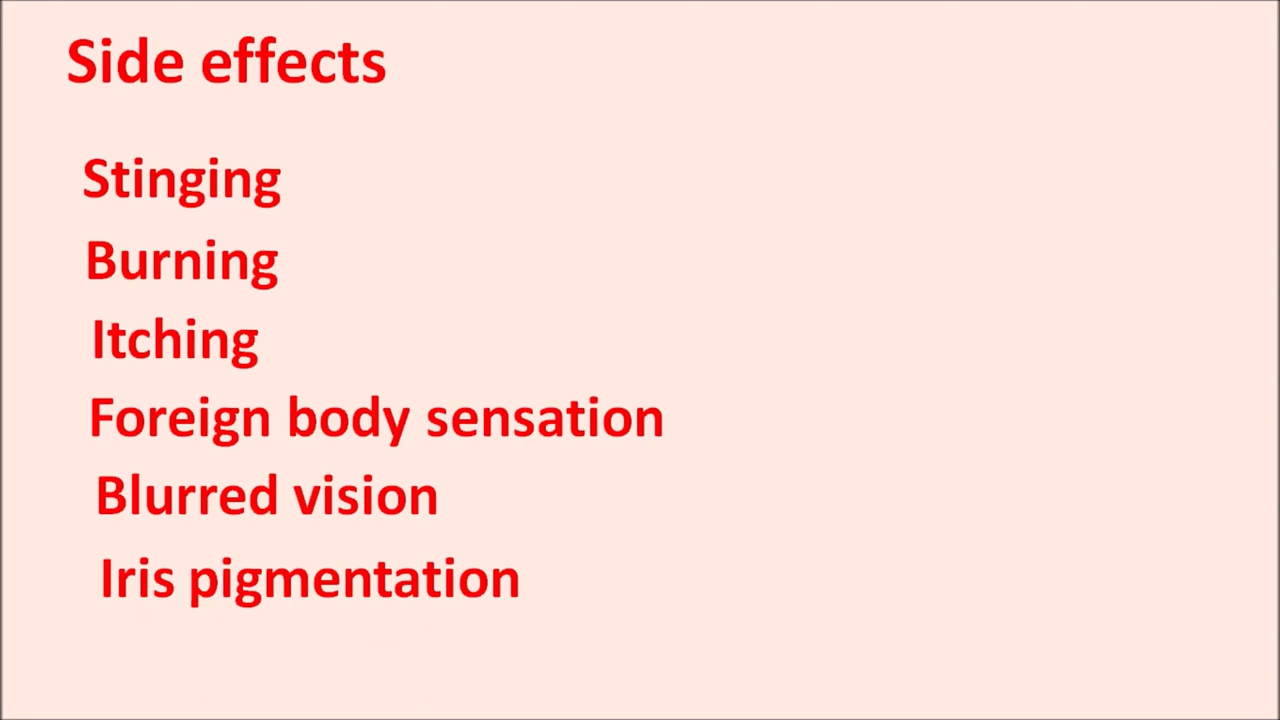 Side effects
Stinging
Burning
Itching
Foreign body sensation
Blurred vision
Iris pigmentation